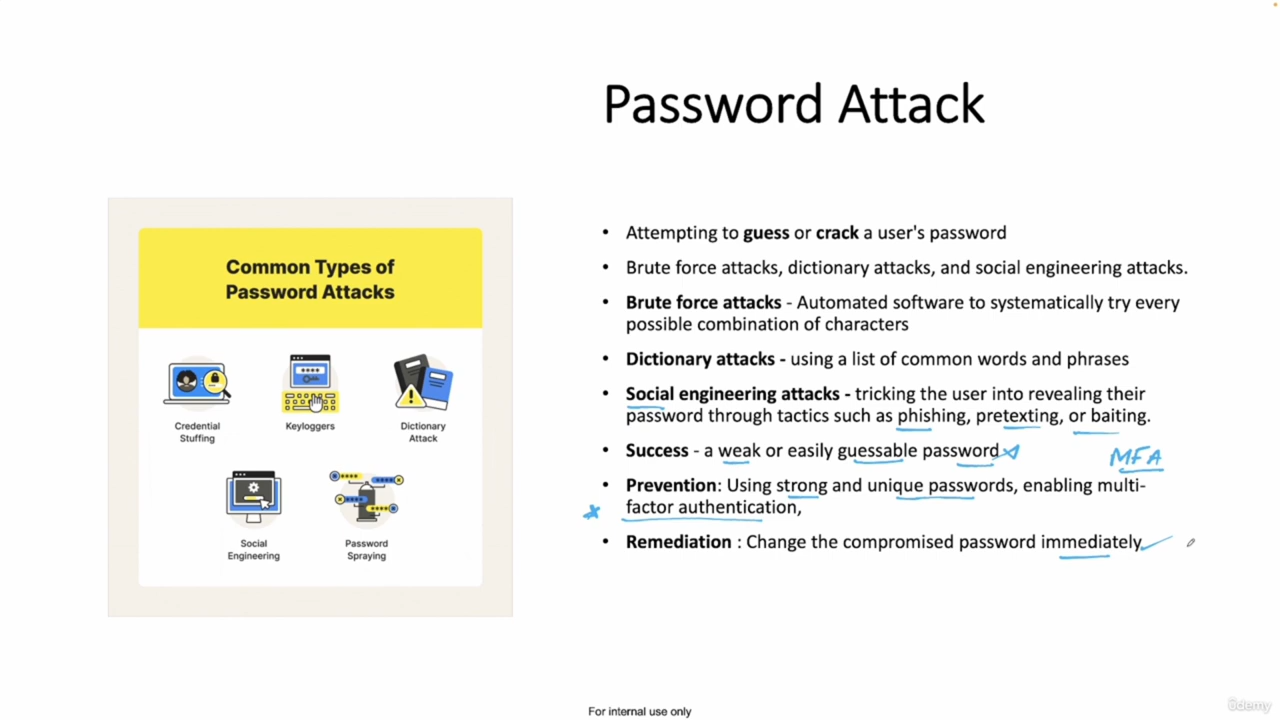 Password Attack
Common Types of
Password Attacks
Credential
Stuffing
Keyloggers
Dictionary
Attack
Social
Engineering
Password
Spraying
• Attempting to guess or crack a user's password
• Brute force attacks, dictionary attacks, and social engineering attacks.
• Brute force attacks - Automated software to systematically try every
possible combination of characters
• Dictionary attacks - using a list of common words and phrases
• Social engineering attacks - tricking the user into revealing their
password through tactics such as phishing, pretexting, or baiting.
• Success - a weak or easily guessable password
MFA
• Prevention: Using strong and unique passwords, enabling multi-
factor authentication,
• Remediation : Change the compromised password immediately
For internal use only
ûdemy